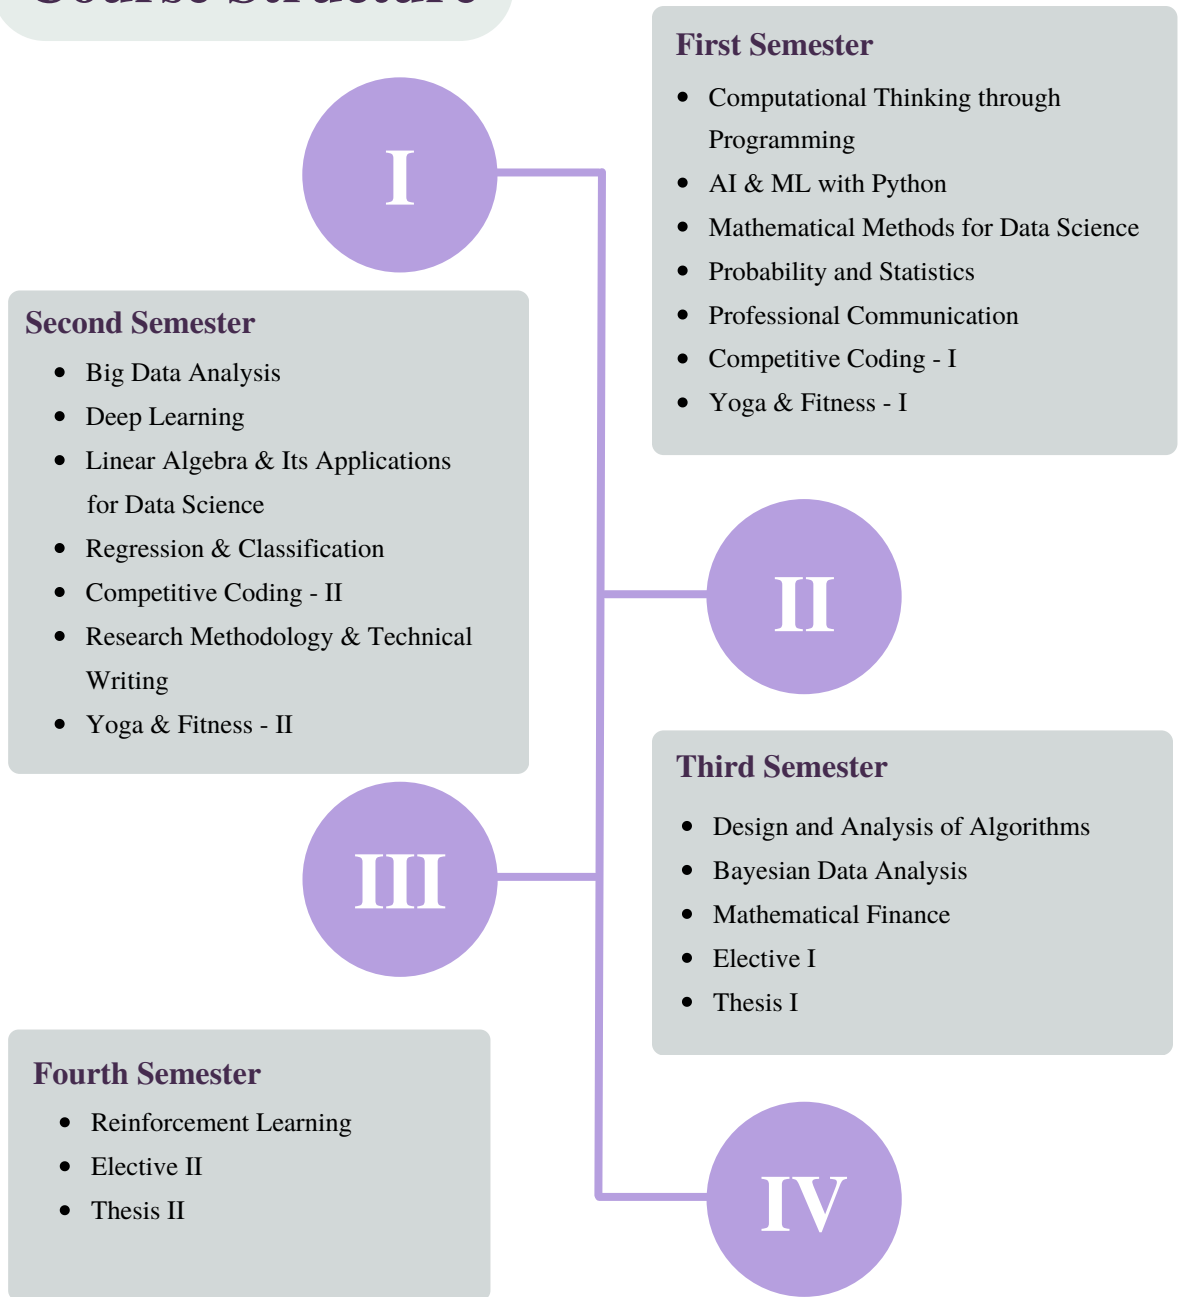 Course Structure
I
First Semester
• Computational Thinking through
Programming
• AI & ML with Python
• Mathematical Methods for Data Science
• Probability and Statistics
• Professional Communication
• Competitive Coding - I
• Yoga & Fitness - I
II
Second Semester
• Big Data Analysis
• Deep Learning
• Linear Algebra & Its Applications
for Data Science
• Regression & Classification
• Competitive Coding - II
• Research Methodology & Technical
Writing
• Yoga & Fitness - II
III
Third Semester
• Design and Analysis of Algorithms
• Bayesian Data Analysis
• Mathematical Finance
• Elective I
• Thesis I
IV
Fourth Semester
• Reinforcement Learning
• Elective II
• Thesis II